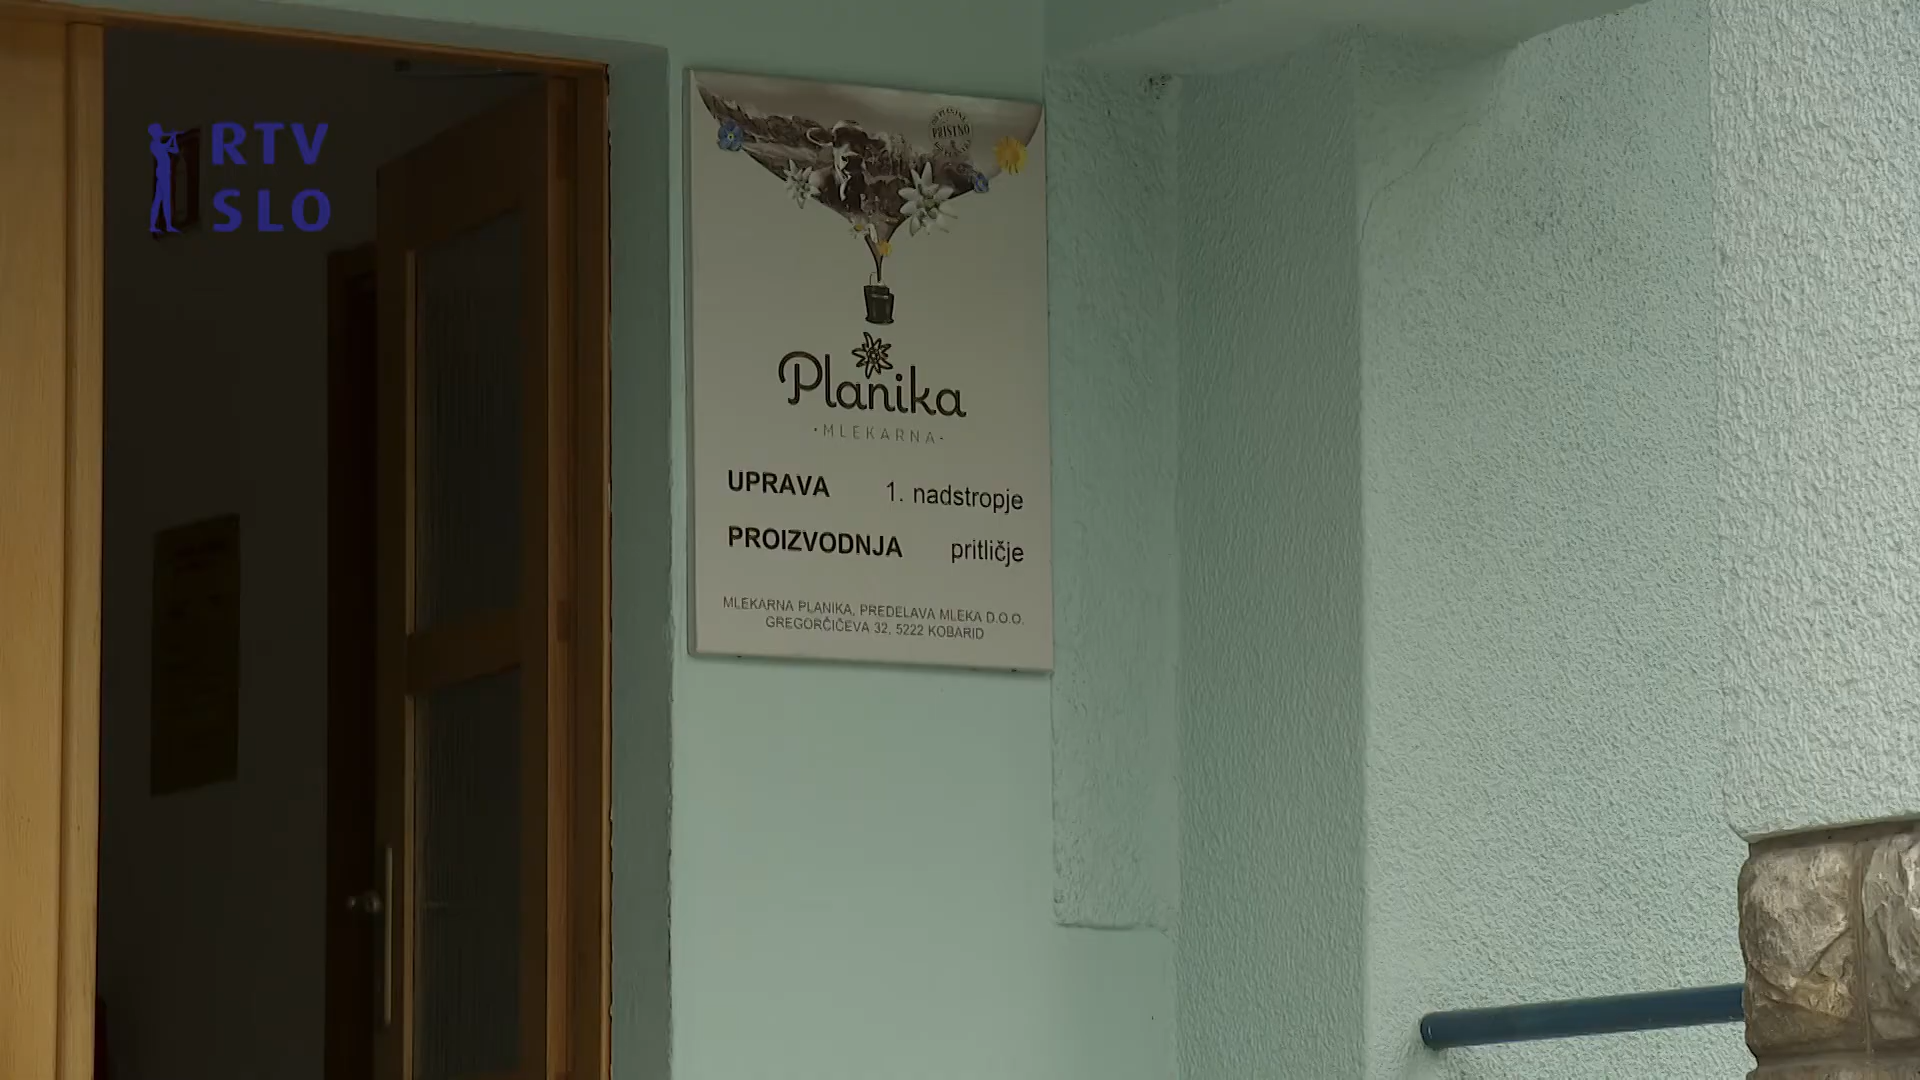 RTV
SLO
PRISTNO
Planika
·MLEKARNA·
UPRAVA 1. nadstropje
PROIZVODNJA pritličje
MLEKARNA PLANIKA, PREDELAVA MLEKA D.O.O.
GREGORČIČEVA 32, 5222 KOBARID